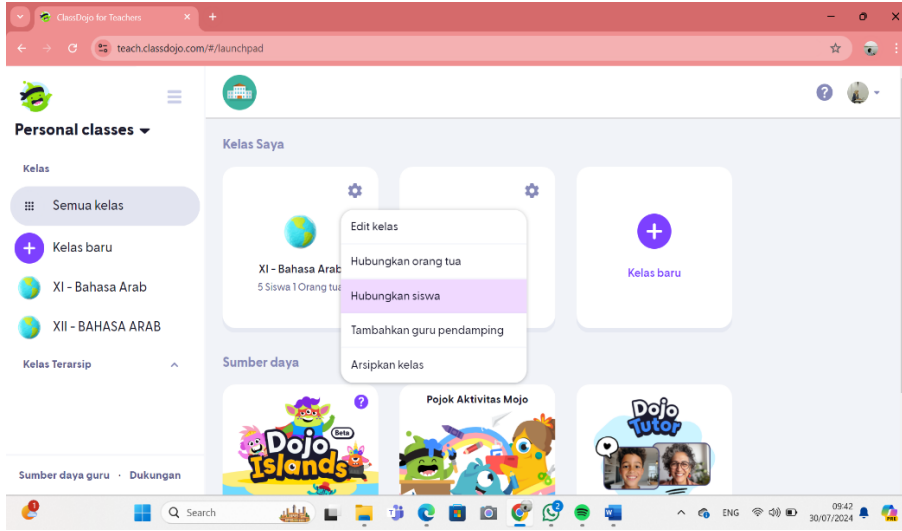 ClassDojo for Teachers
teach.classdojo.com/#/launchpad
Personal classes
Kelas
Semua kelas
Kelas baru
XI - Bahasa Arab
XII - BAHASA ARAB
Kelas Terarsip
Sumber daya guru · Dukungan
Kelas Saya
XI - Bahasa Arab
5 Siswa 1 Orang tua
Edit kelas
Hubungkan orang tua
Hubungkan siswa
Tambahkan guru pendamping
Arsipkan kelas
Kelas baru
Sumber daya
Dojo Islands
Beta
Pojok Aktivitas Mojo
Dojo
Tutor
Search
ENG
09:42
30/07/2024